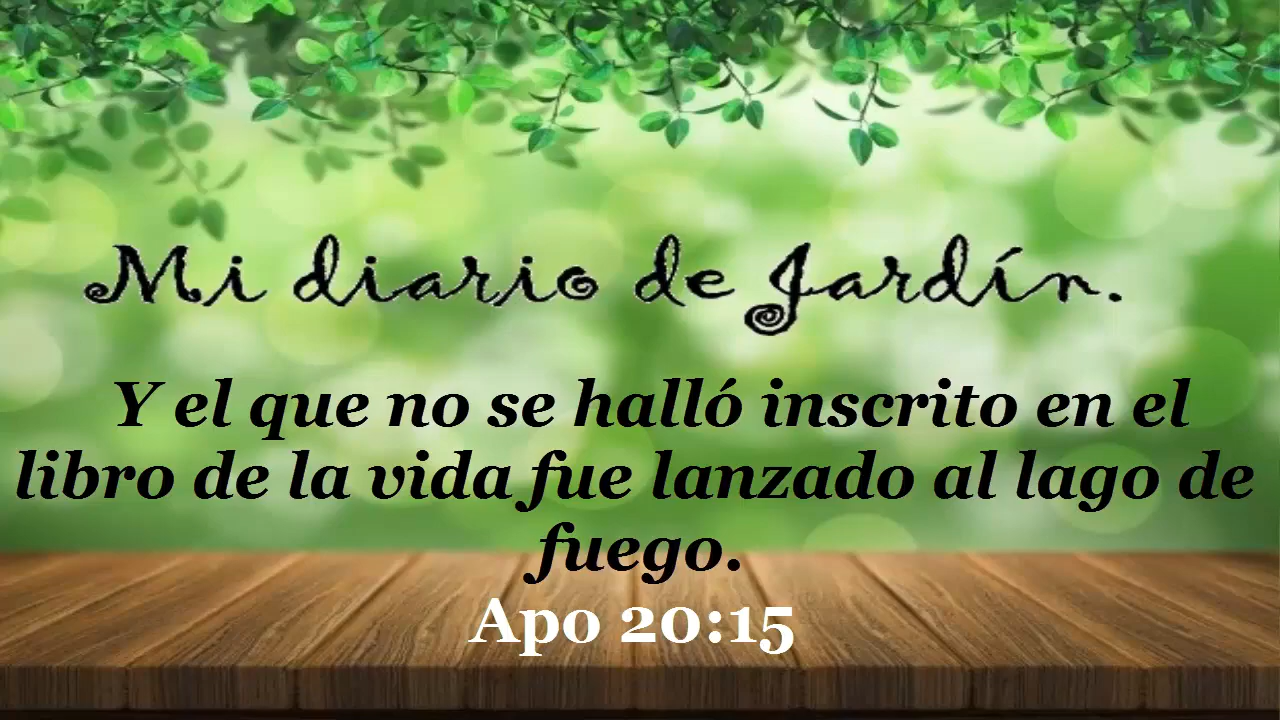 Mi diario de Jardín.
Y el que no se halló inscrito en el
libro de la vida fue lanzado al lago de
fuego.
Apo 20:15